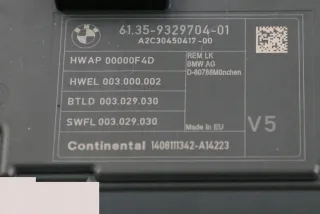 61.35-9329704-01
A2C30450417-00
HWAP 00000F4D
REM LK
BMW AG
D-80788München
HWEL 003.000.002
BTLD 003.029.030
SWFL 003.029.030
Made in EU
V5
Continental 1408111342-A14223